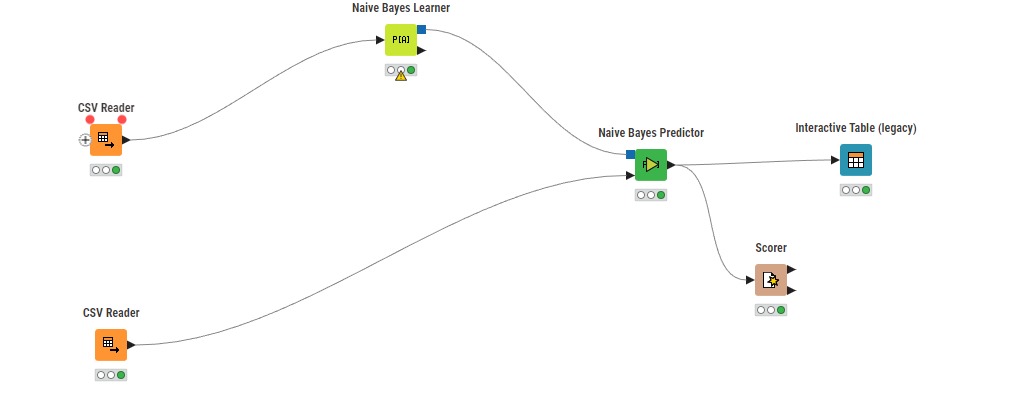 Naive Bayes Learner
P[A]
CSV Reader
Naive Bayes Predictor
Interactive Table (legacy)
Scorer
CSV Reader